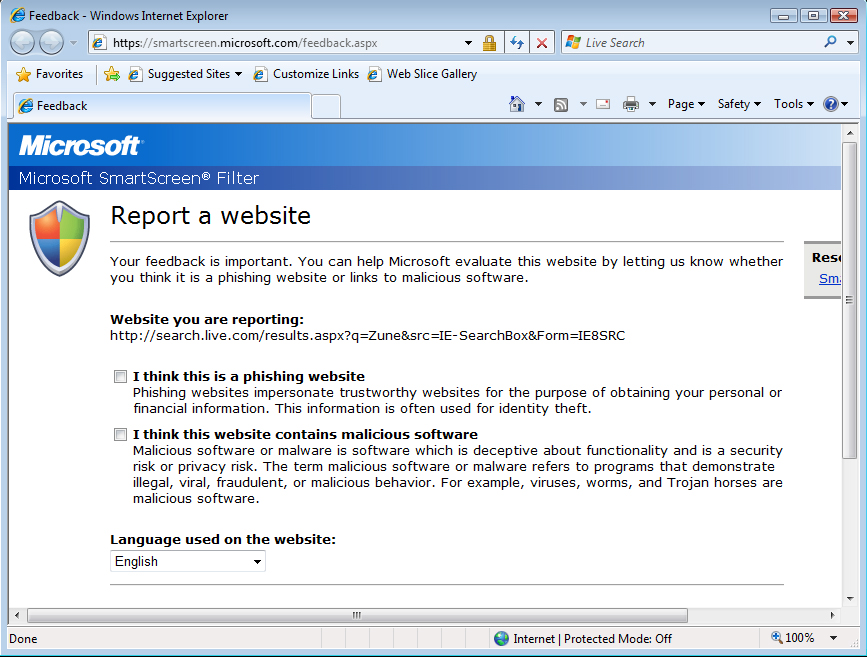 Feedback - Windows Internet Explorer
https://smartscreen.microsoft.com/feedback.aspx
Live Search
Favorites Suggested Sites Customize Links Web Slice Gallery
Feedback
Page Safety Tools
Microsoft
Microsoft SmartScreen® Filter
Report a website
Your feedback is important. You can help Microsoft evaluate this website by letting us know whether
you think it is a phishing website or links to malicious software.
Website you are reporting:
http://search.live.com/results.aspx?q=Zune&src=IE-SearchBox&Form=IE8SRC
I think this is a phishing website
Phishing websites impersonate trustworthy websites for the purpose of obtaining your personal or
financial information. This information is often used for identity theft.
I think this website contains malicious software
Malicious software or malware is software which is deceptive about functionality and is a security
risk or privacy risk. The term malicious software or malware refers to programs that demonstrate
illegal, viral, fraudulent, or malicious behavior. For example, viruses, worms, and Trojan horses are
malicious software.
Language used on the website:
English
Done
Internet | Protected Mode: Off
100%